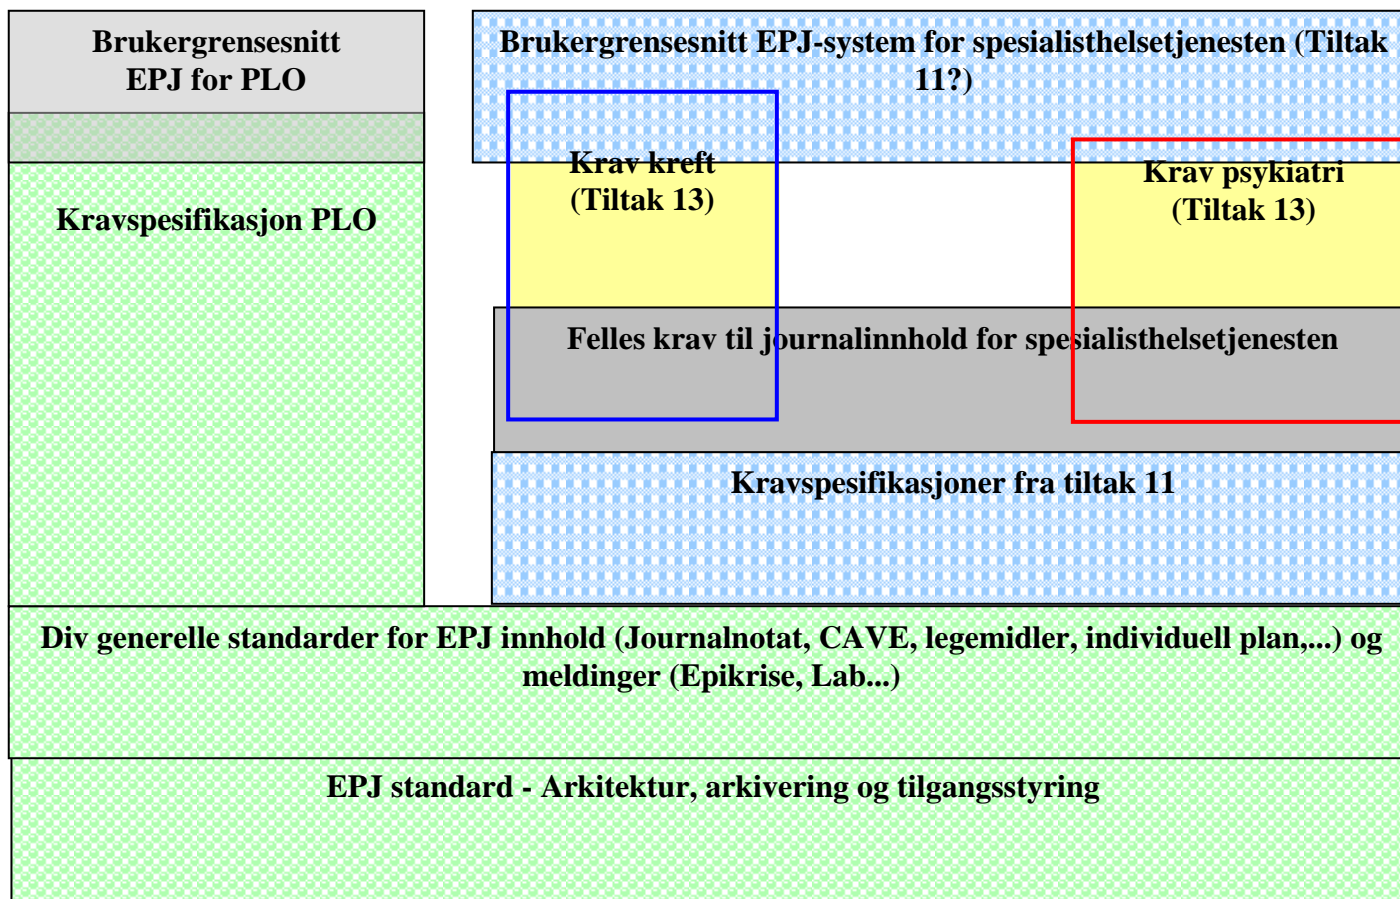 Brukergrensesnitt
EPJ for PLO
Brukergrensesnitt EPJ-system for spesialisthelsetjenesten (Tiltak
11?)
Krav kreft
(Tiltak 13)
Krav psykiatri
(Tiltak 13)
Kravspesifikasjon PLO
Felles krav til journalinnhold for spesialisthelsetjenesten
Kravspesifikasjoner fra tiltak 11
Div generelle standarder for EPJ innhold (Journalnotat, CAVE, legemidler, individuell plan,...) og
meldinger (Epikrise, Lab...)
EPJ standard - Arkitektur, arkivering og tilgangsstyring